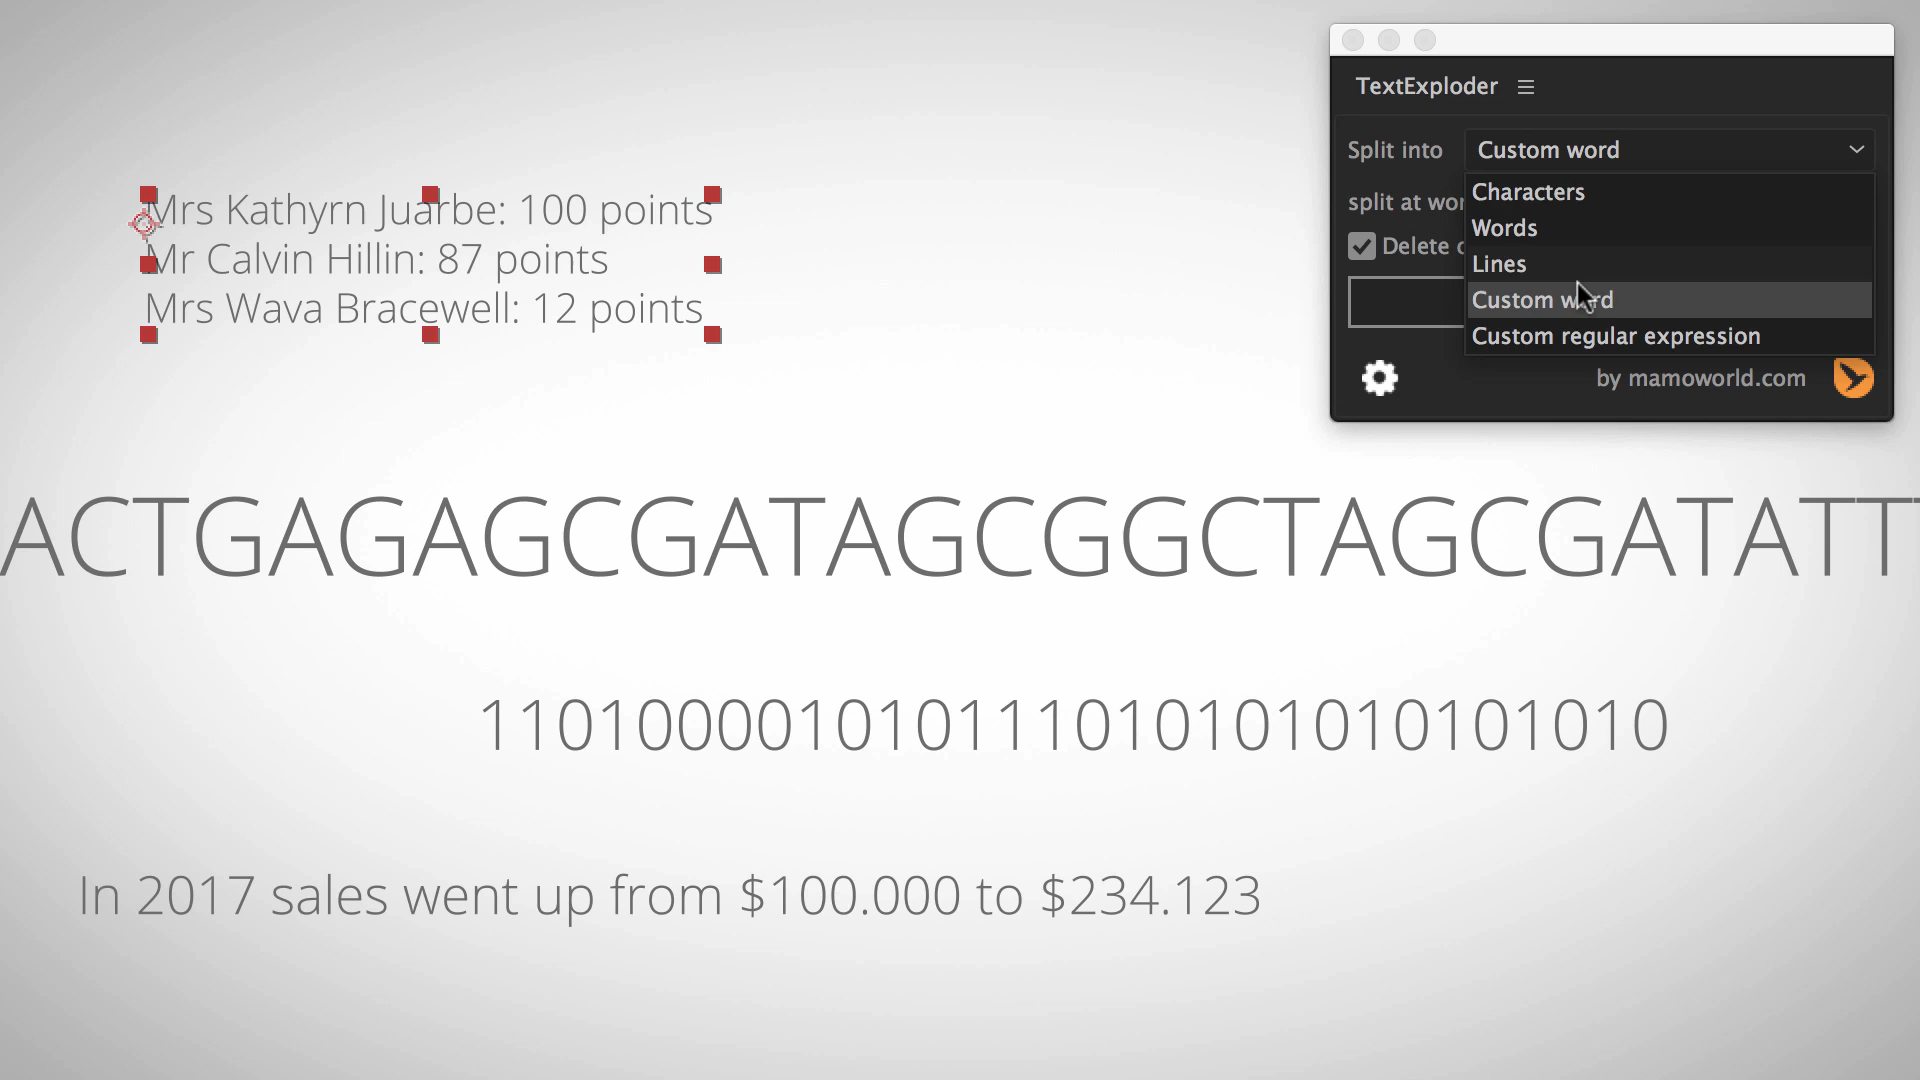 Mrs Kathyrn Juarbe: 100 points
Mr Calvin Hillin: 87 points
Mrs Wava Bracewell: 12 points
TextExploder
Split into
Custom word
split at wor
Delete
Characters
Words
Lines
Custom word
Custom regular expression
by mamoworld.com
ACTGAGAGCGATAGCGGCTAGCGATATT
110100001010111010101010101010
In 2017 sales went up from $100.000 to $234.123